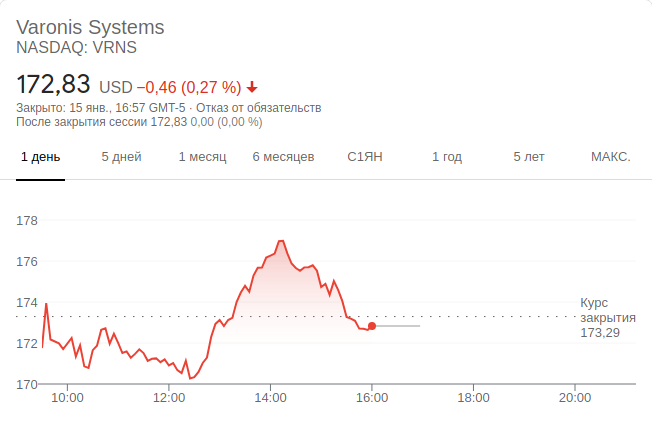 Varonis Systems
NASDAQ: VRNS
172,83 USD −0,46 (0,27 %)
Закрыто: 15 янв., 16:57 GMT-5 · Отказ от обязательств
После закрытия сессии 172,83 0,00 (0,00 %)
1 день 5 дней 1 месяц 6 месяцев С1ЯН 1 год 5 лет МАКС.
178
176
174
Курс
закрытия
173,29
172
170
10:00 12:00 14:00 16:00 18:00 20:00